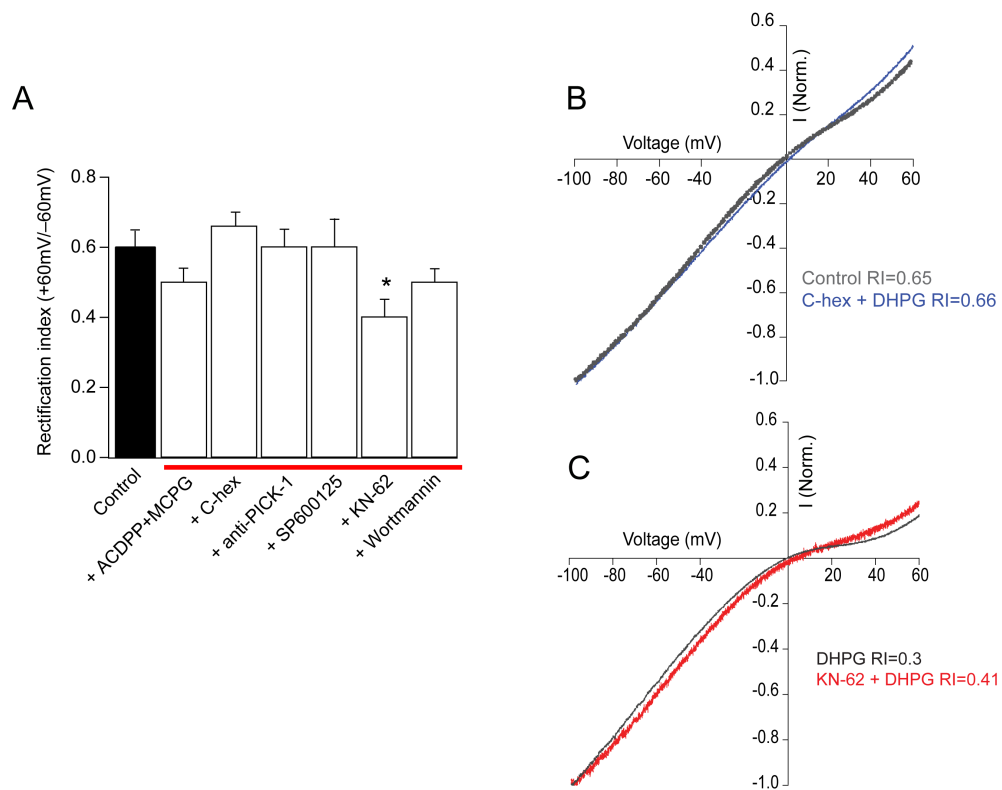 A
Rectification index (+60mV/–60mV)
0.8
0.6
0.4
0.2
0.0
*
Control
+ ACDPP+MCPG
+ C-hex
+ anti-PICK-1
+ SP600125
+ KN-62
+ Wortmannin
B
0.6
0.4
0.2
I (Norm.)
Voltage (mV)
-100 -80 -60 -40 20 40 60
-0.2
-0.4
-0.6
-0.8
-1.0
Control RI=0.65
C-hex + DHPG RI=0.66
C
0.6
0.4
0.2
I (Norm.)
Voltage (mV)
-100 -80 -60 -40 -20 0 20 40 60
-0.2
-0.4
-0.6
-0.8
-1.0
DHPG RI=0.3
KN-62 + DHPG RI=0.41